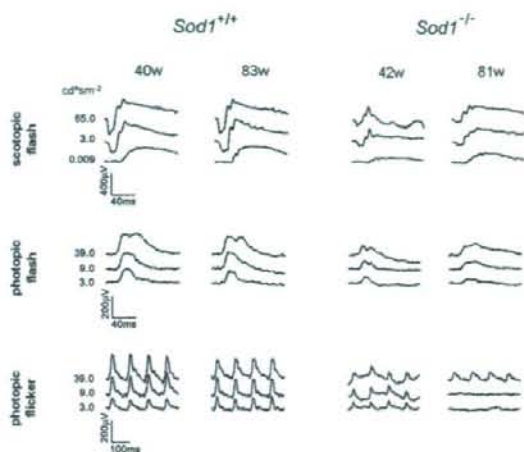 Sod1+/+ Sod1-/-
40w 83w 42w 81w
cd*sm-2
scotopic flash
65.0
3.0
0.009
400µV
40ms
photopic flash
39.0
9.0
3.0
200µV
40ms
photopic flicker
39.0
9.0
3.0
200µV
100ms